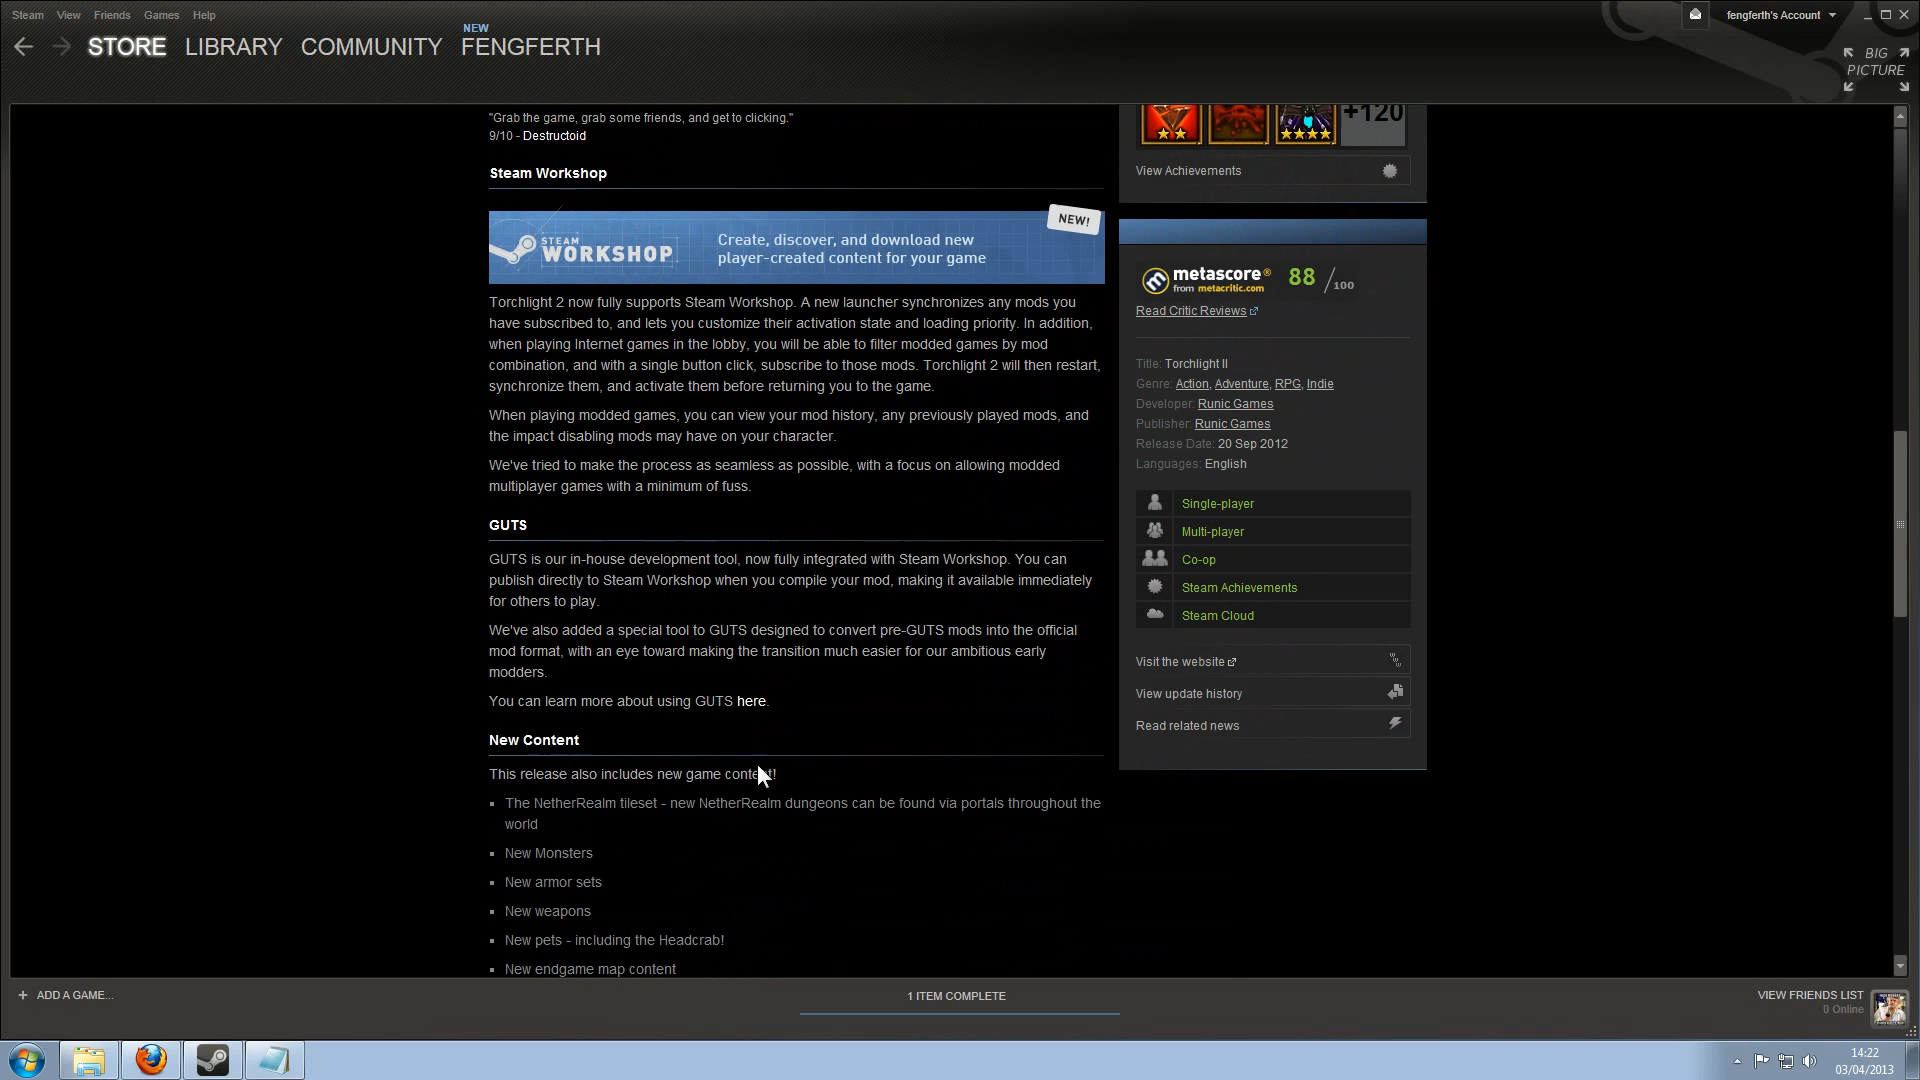 Steam View Friends Games Help
fengferth's Account
STORE LIBRARY COMMUNITY NEW FENGFERTH
BIG PICTURE
"Grab the game, grab some friends, and get to clicking."
9/10 - Destructoid
Steam Workshop
STEAM WORKSHOP
Create, discover, and download new
player-created content for your game
NEW!
Torchlight 2 now fully supports Steam Workshop. A new launcher synchronizes any mods you
have subscribed to, and lets you customize their activation state and loading priority. In addition,
when playing Internet games in the lobby, you will be able to filter modded games by mod
combination, and with a single button click, subscribe to those mods. Torchlight 2 will then restart,
synchronize them, and activate them before returning you to the game.
When playing modded games, you can view your mod history, any previously played mods, and
the impact disabling mods may have on your character.
We've tried to make the process as seamless as possible, with a focus on allowing modded
multiplayer games with a minimum of fuss.
GUTS
GUTS is our in-house development tool, now fully integrated with Steam Workshop. You can
publish directly to Steam Workshop when you compile your mod, making it available immediately
for others to play.
We've also added a special tool to GUTS designed to convert pre-GUTS mods into the official
mod format, with an eye toward making the transition much easier for our ambitious early
modders.
You can learn more about using GUTS here.
New Content
This release also includes new game content!
The NetherRealm tileset - new NetherRealm dungeons can be found via portals throughout the
world
New Monsters
New armor sets
New weapons
New pets - including the Headcrab!
New endgame map content
+120
View Achievements
metascore®
from metacritic.com
88 /100
Read Critic Reviews
Title: Torchlight II
Genre: Action, Adventure, RPG, Indie
Developer: Runic Games
Publisher: Runic Games
Release Date: 20 Sep 2012
Languages: English
Single-player
Multi-player
Co-op
Steam Achievements
Steam Cloud
Visit the website
View update history
Read related news
+ ADD A GAME...
1 ITEM COMPLETE
VIEW FRIENDS LIST
0 Online
14:22
03/04/2013